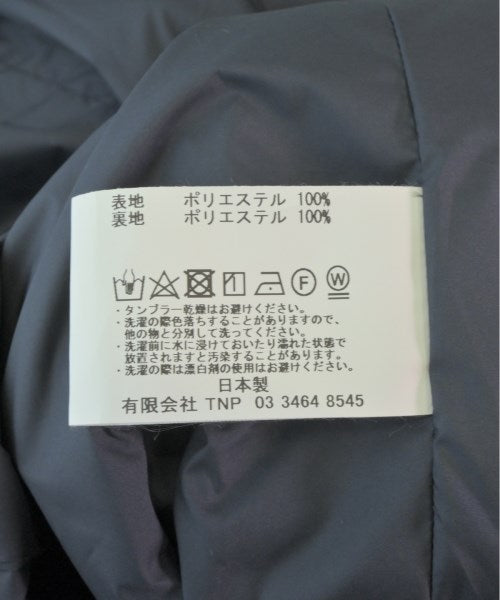 表地 ポリエステル 100%
裏地 ポリエステル 100%
F W
・タンブラー乾燥はお避けください。
・洗濯の際色落ちすることがありますので、
他の物と分別して洗ってください。
・洗濯前に水に浸けておいたり濡れた状態で
放置されますと汚染することがあります。
・洗濯の際は漂白剤の使用はお避けください。
日本製
有限会社 TNP 03 3464 8545